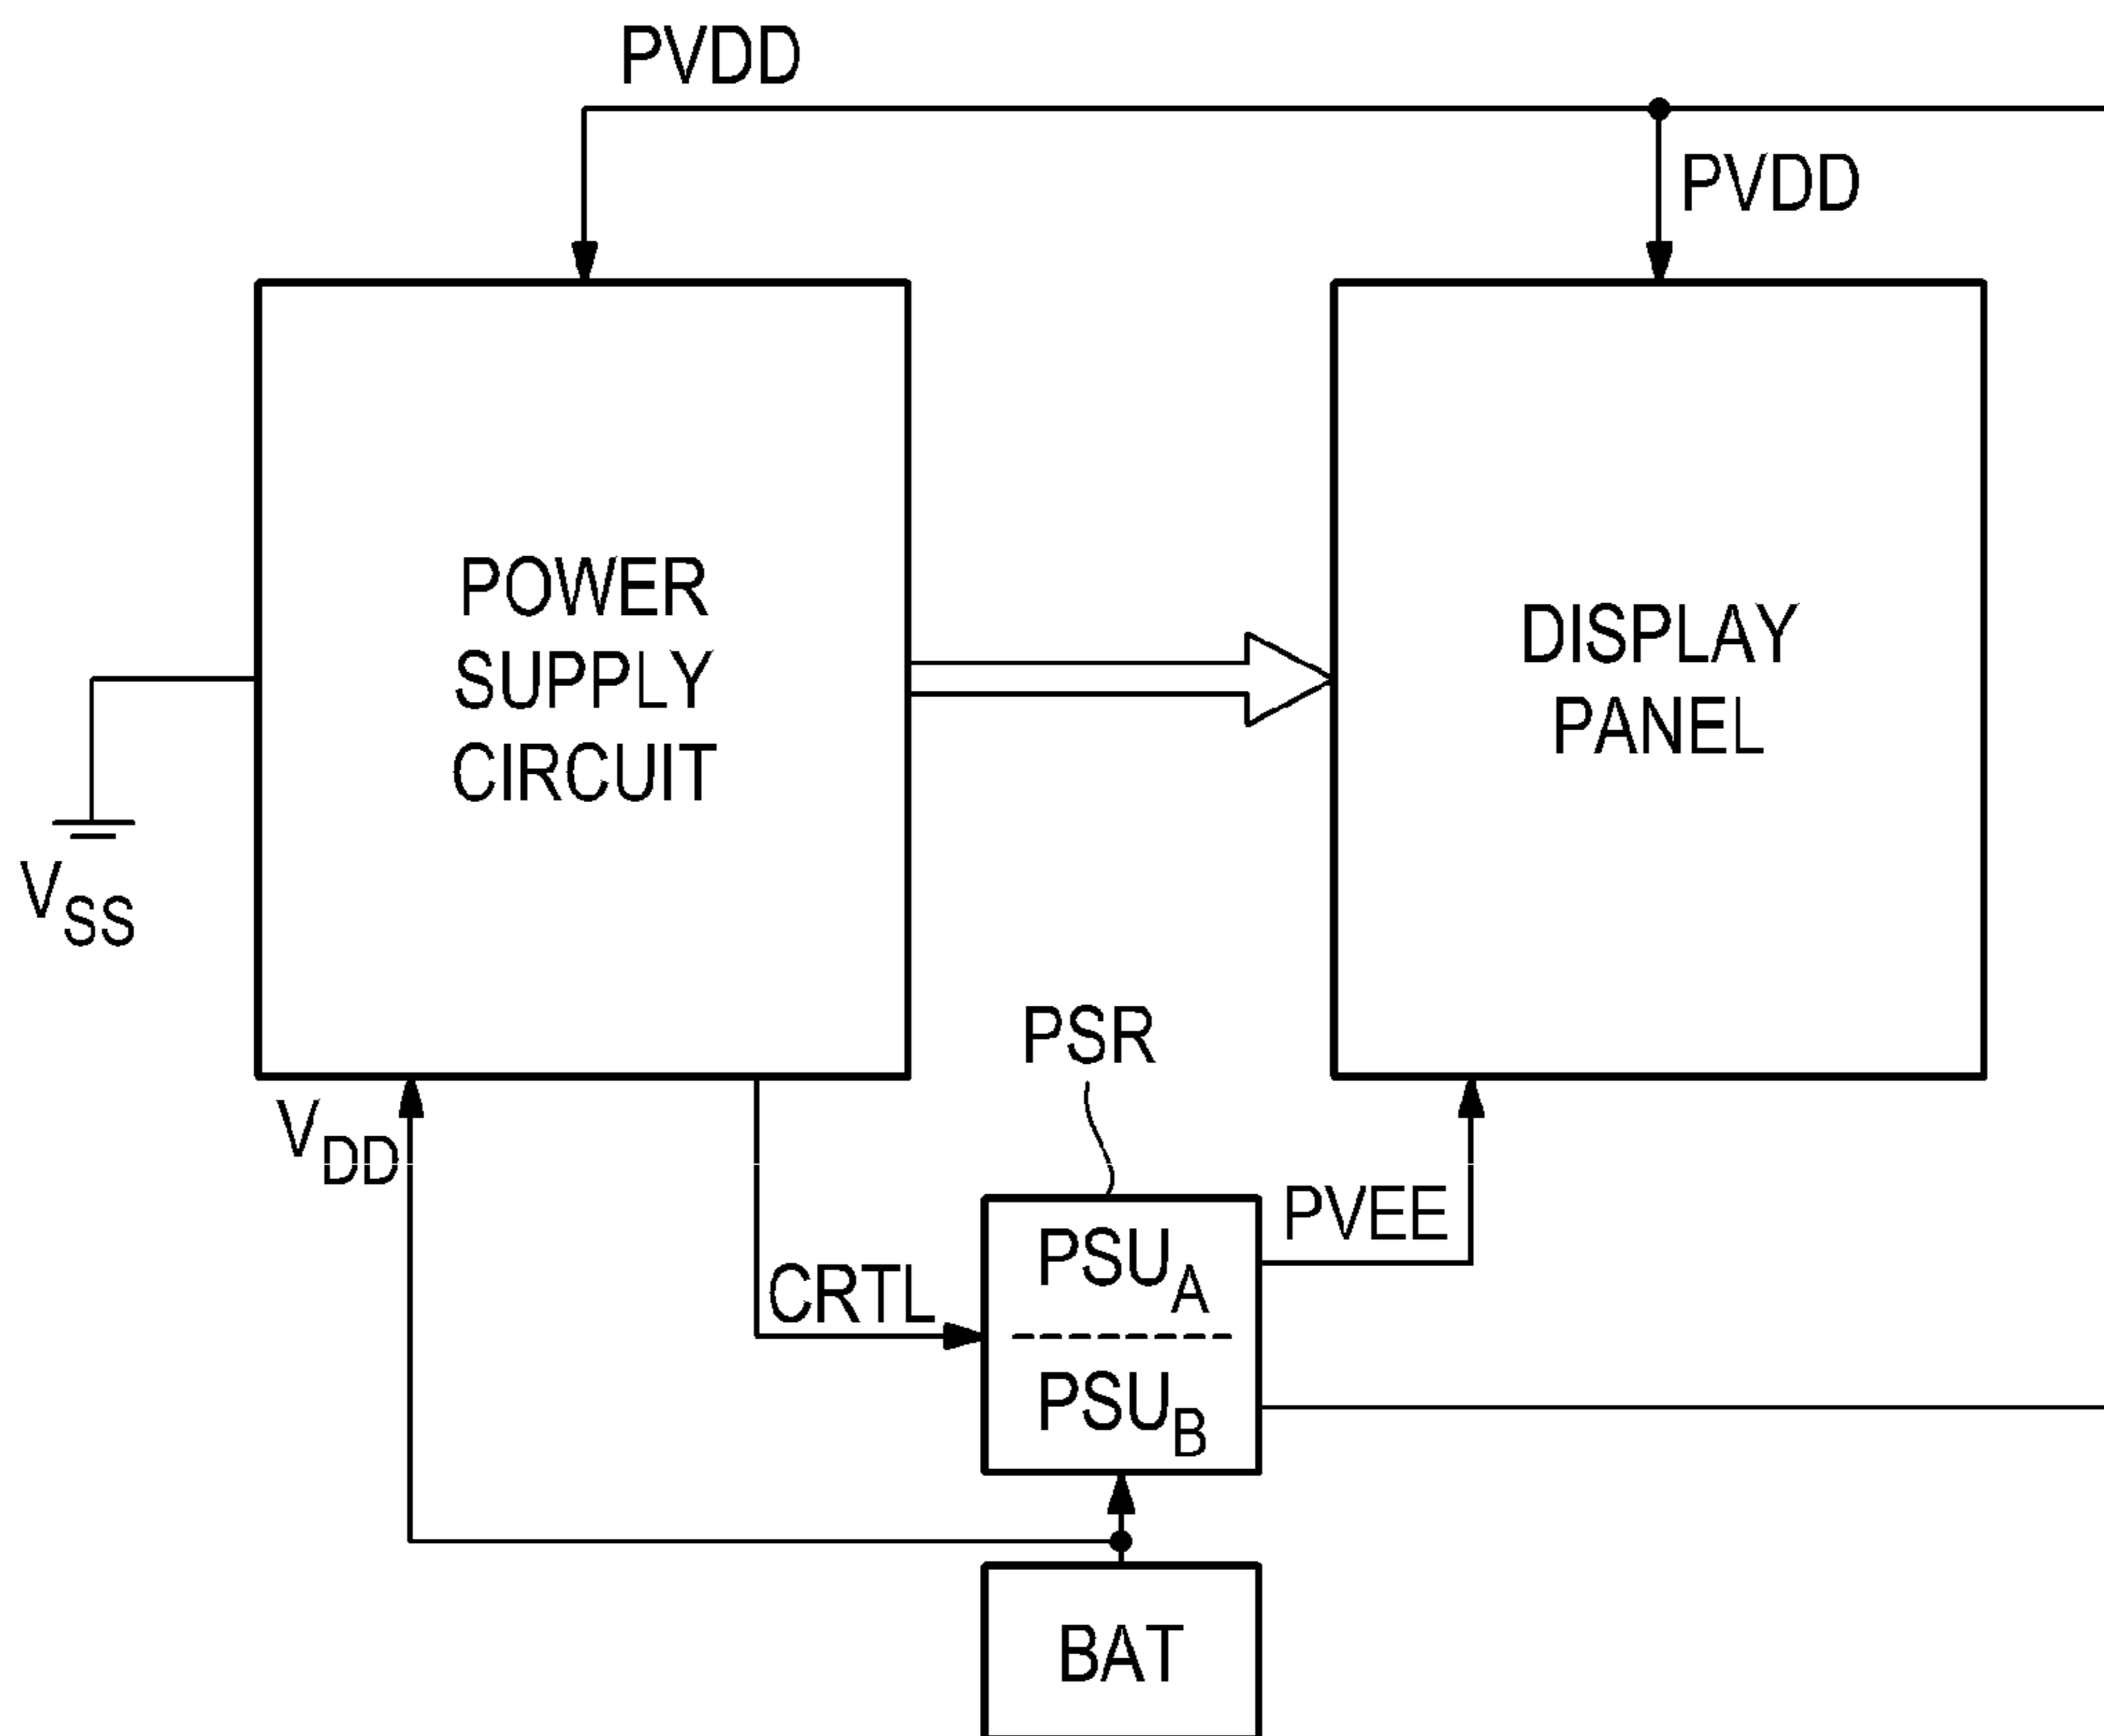 PVDD
PVDD
POWER
SUPPLY
CIRCUIT
DISPLAY
PANEL
VSS
PSR
VDD
PVEE
PSUA
CRTL
PSUB
BAT